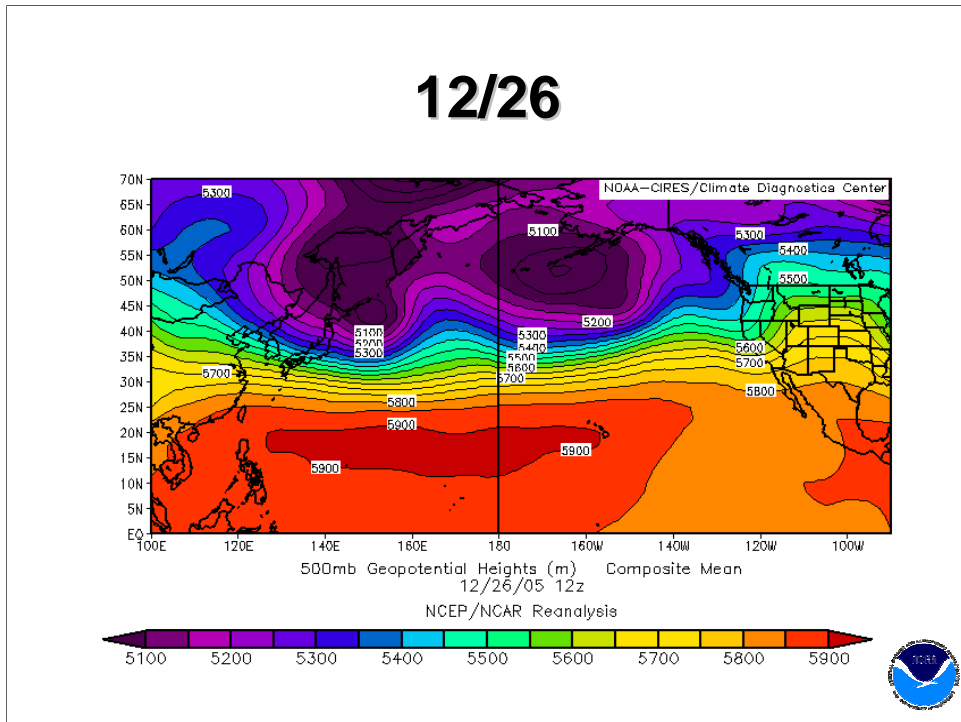 12/26
70N 5300 NOAA-CIRES/Climate Diagnostics Center
65N
60N 5100 5300
55N 5400
50N 5500
45N 5200
40N 5100 5300
5200 5400 5600
35N 5300 5500 5700
5600
30N 5700 5700 5800
25N 5800
20N 5900
15N 5900 5900
10N
5N
EQ
100E 120E 140E 160E 180 160W 140W 120W 100W
500mb Geopotential Heights (m) Composite Mean
12/26/05 12z
NCEP/NCAR Reanalysis
5100 5200 5300 5400 5500 5600 5700 5800 5900